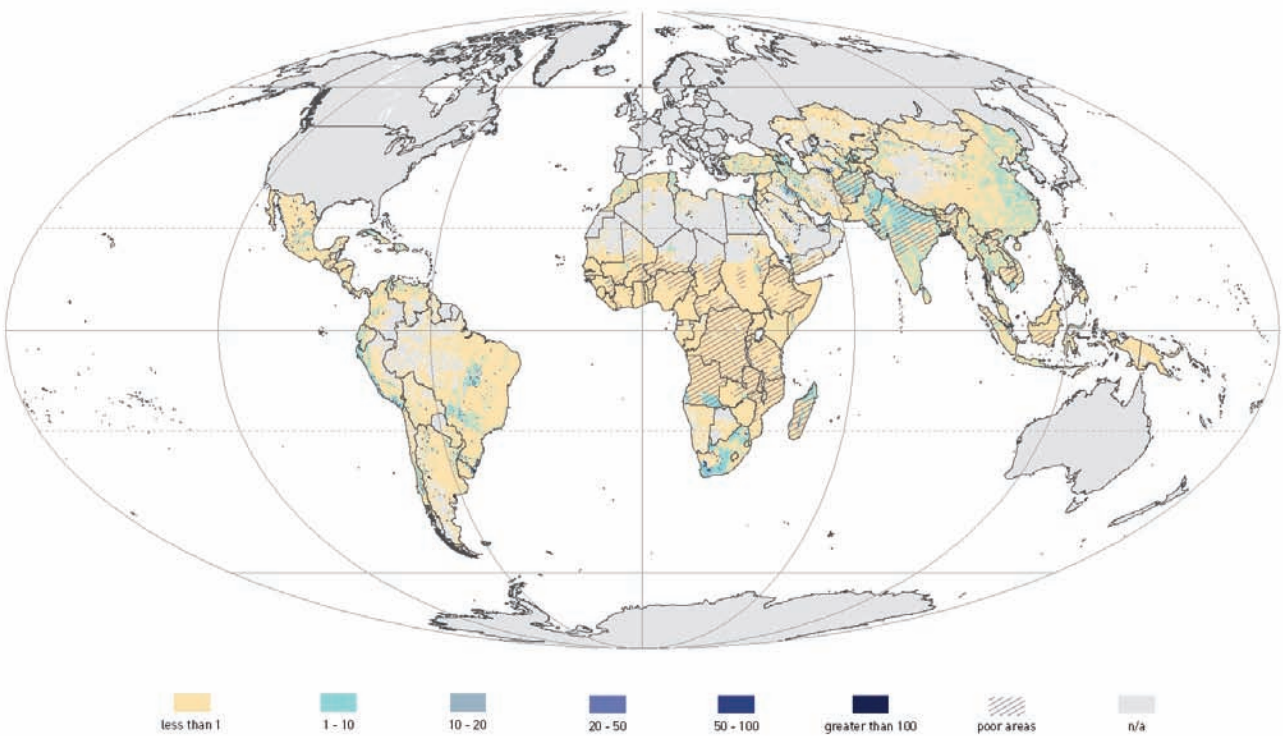 less than 1
1 - 10
10 - 20
20 - 50
50 - 100
greater than 100
poor areas
n/a